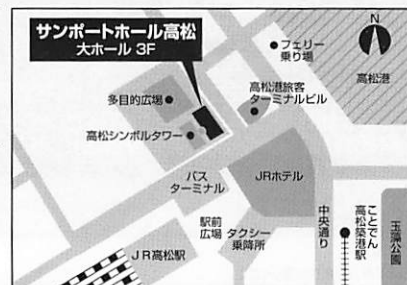 サンポートホール高松
大ホール 3F
N
フェリー
乗り場
高松港
多目的広場
高松港旅客
ターミナルビル
高松シンボルタワー
バス
ターミナル
JRホテル
駅前
広場
タクシー
乗降所
中央通り
ことでん
高松築港駅
玉藻公園
JR高松駅